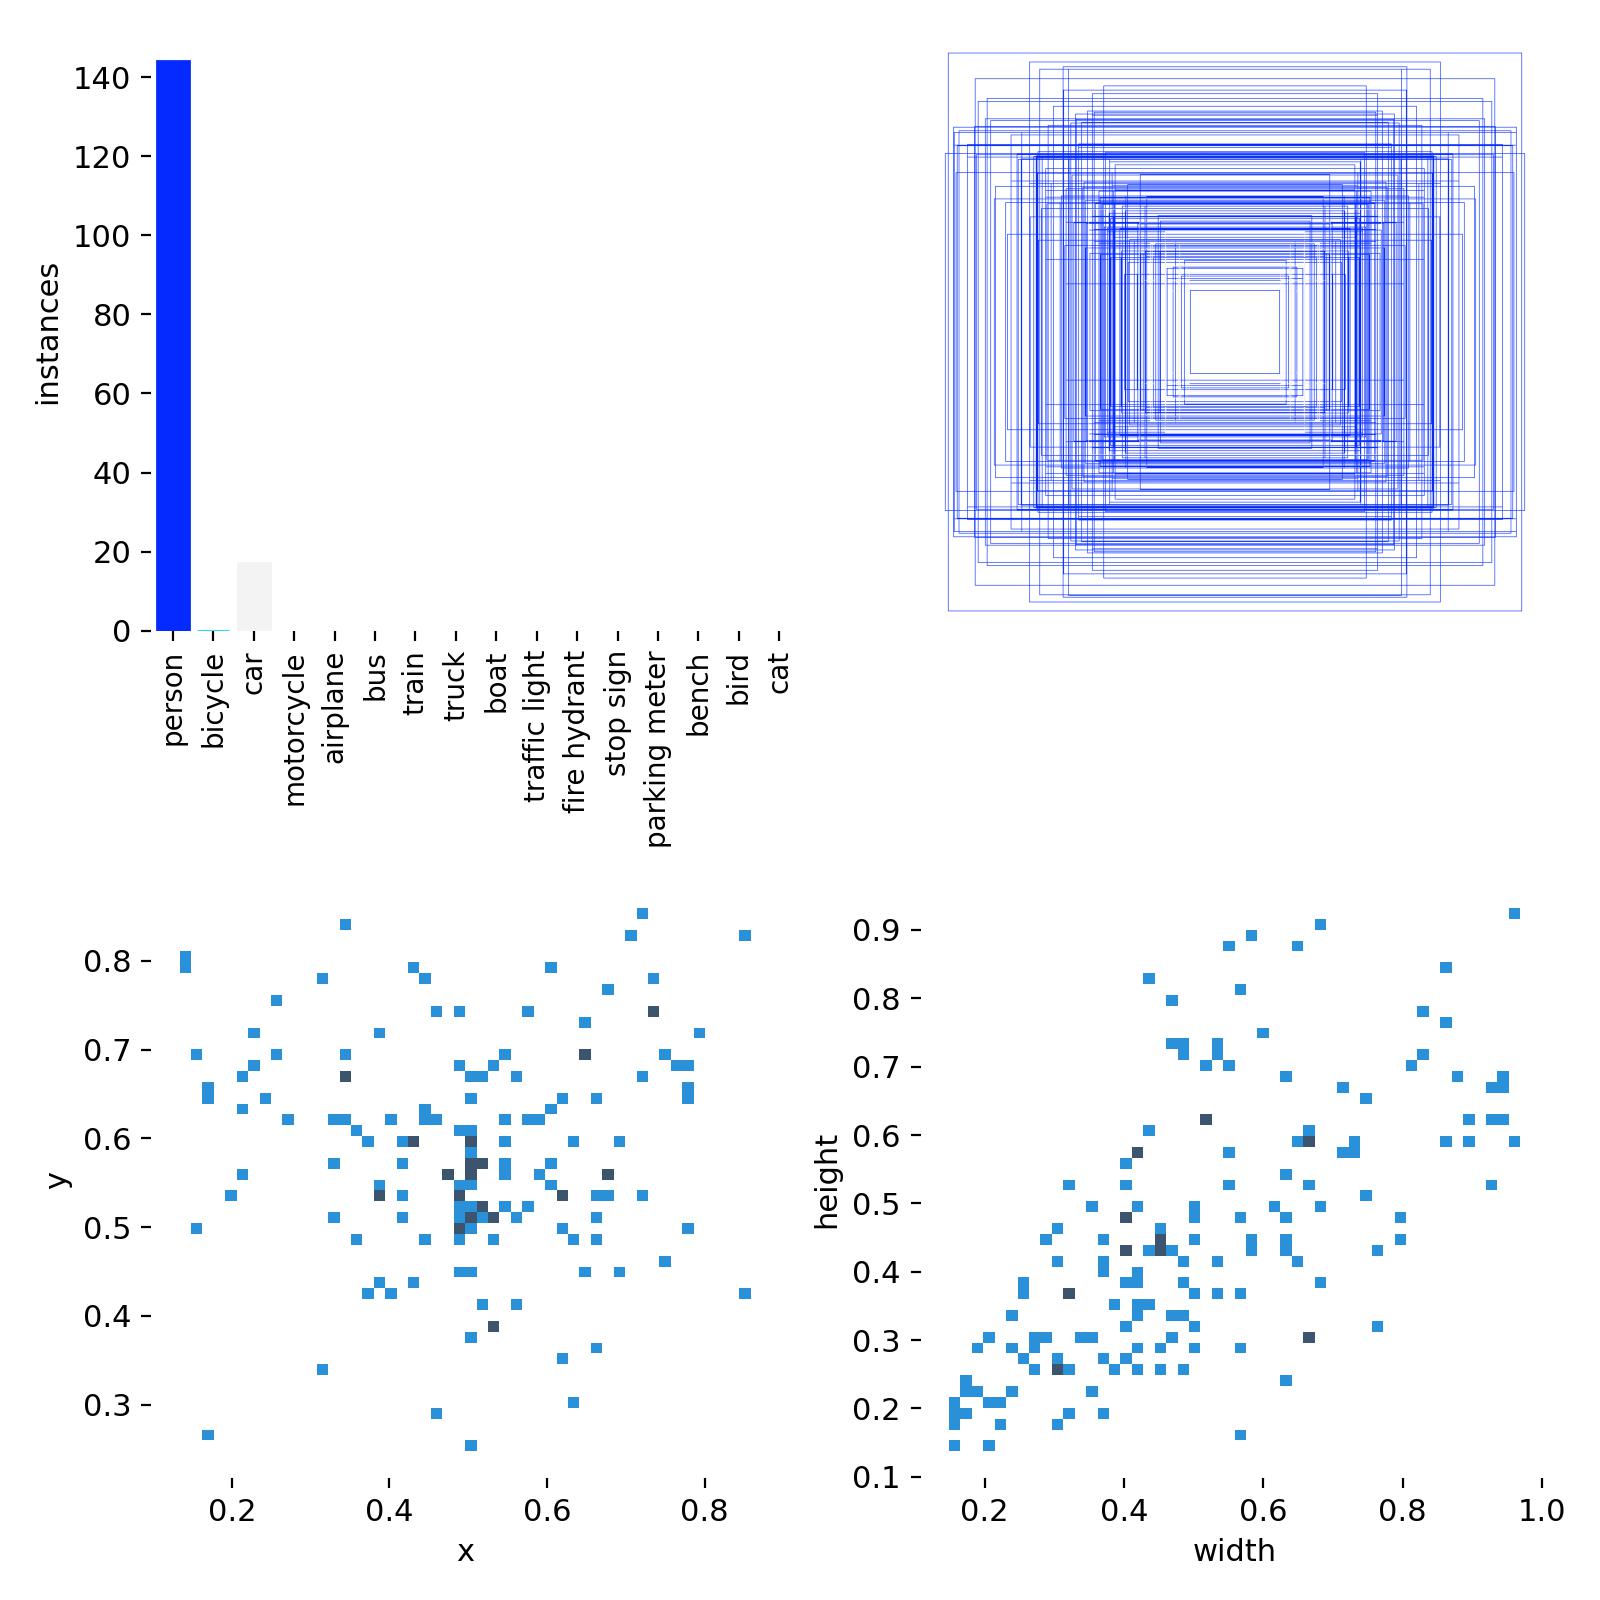 140
120
100
80
60
40
20
0
instances
person
bicycle
car
motorcycle
airplane
bus
train
truck
boat
traffic light
fire hydrant
stop sign
parking meter
bench
bird
cat
0.8
0.7
0.6
0.5
0.4
0.3
y
0.2
0.4
0.6
0.8
x
0.9
0.8
0.7
0.6
0.5
0.4
0.3
0.2
0.1
height
0.2
0.4
0.6
0.8
1.0
width